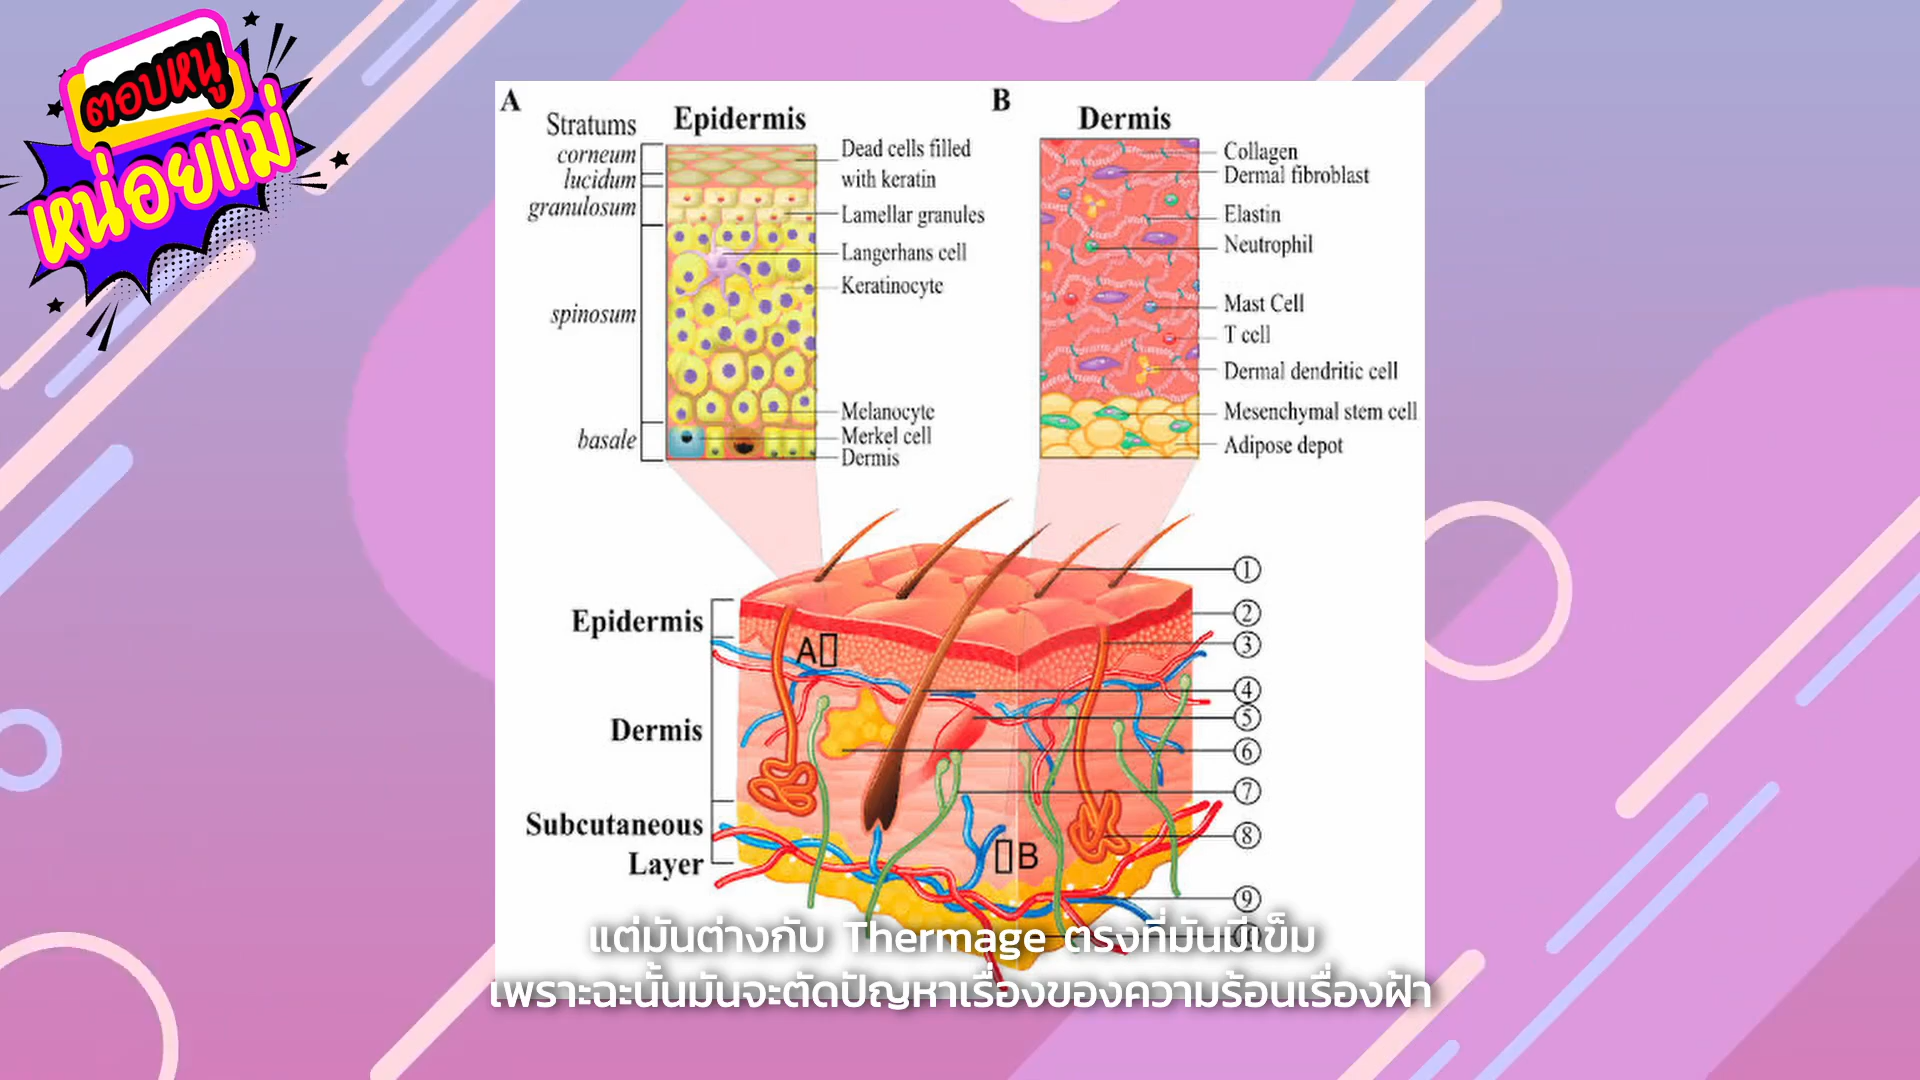 ตอบหนู
หน่อยแม่
A
Epidermis
Stratums
corneum
lucidum
granulosum
spinosum
basale
Dead cells filled
with keratin
Lamellar granules
Langerhans cell
Keratinocyte
Melanocyte
Merkel cell
Dermis
B
Dermis
Collagen
Dermal fibroblast
Elastin
Neutrophil
Mast Cell
T cell
Dermal dendritic cell
Mesenchymal stem cell
Adipose depot
Epidermis
Dermis
Subcutaneous
Layer
A
B
①
②
③
④
⑤
⑥
⑦
⑧
⑨
แต่มันต่างกับ Thermage ตรงที่มันมีเข็ม
เพราะฉะนั้นมันจะตัดปัญหาเรื่องของความร้อนเรื่องฝ้า